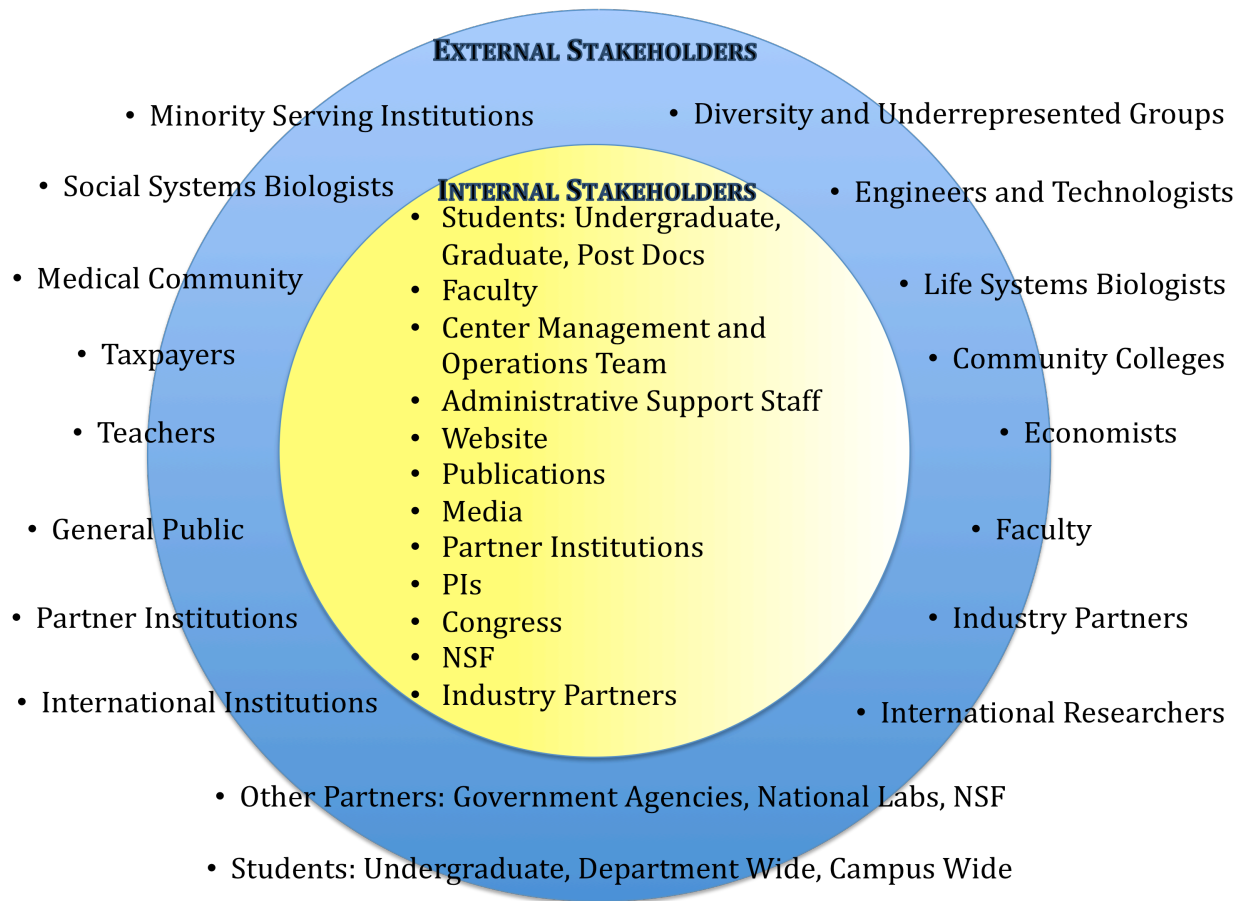 EXTERNAL STAKEHOLDERS
• Minority Serving Institutions
• Diversity and Underrepresented Groups
• Social Systems Biologists
• Engineers and Technologists
• Medical Community
• Life Systems Biologists
• Taxpayers
• Community Colleges
• Teachers
• Economists
• General Public
• Faculty
• Partner Institutions
• Industry Partners
• International Institutions
• International Researchers
• Other Partners: Government Agencies, National Labs, NSF
• Students: Undergraduate, Department Wide, Campus Wide
INTERNAL STAKEHOLDERS
• Students: Undergraduate,
Graduate, Post Docs
• Faculty
• Center Management and
Operations Team
• Administrative Support Staff
• Website
• Publications
• Media
• Partner Institutions
• PIs
• Congress
• NSF
• Industry Partners